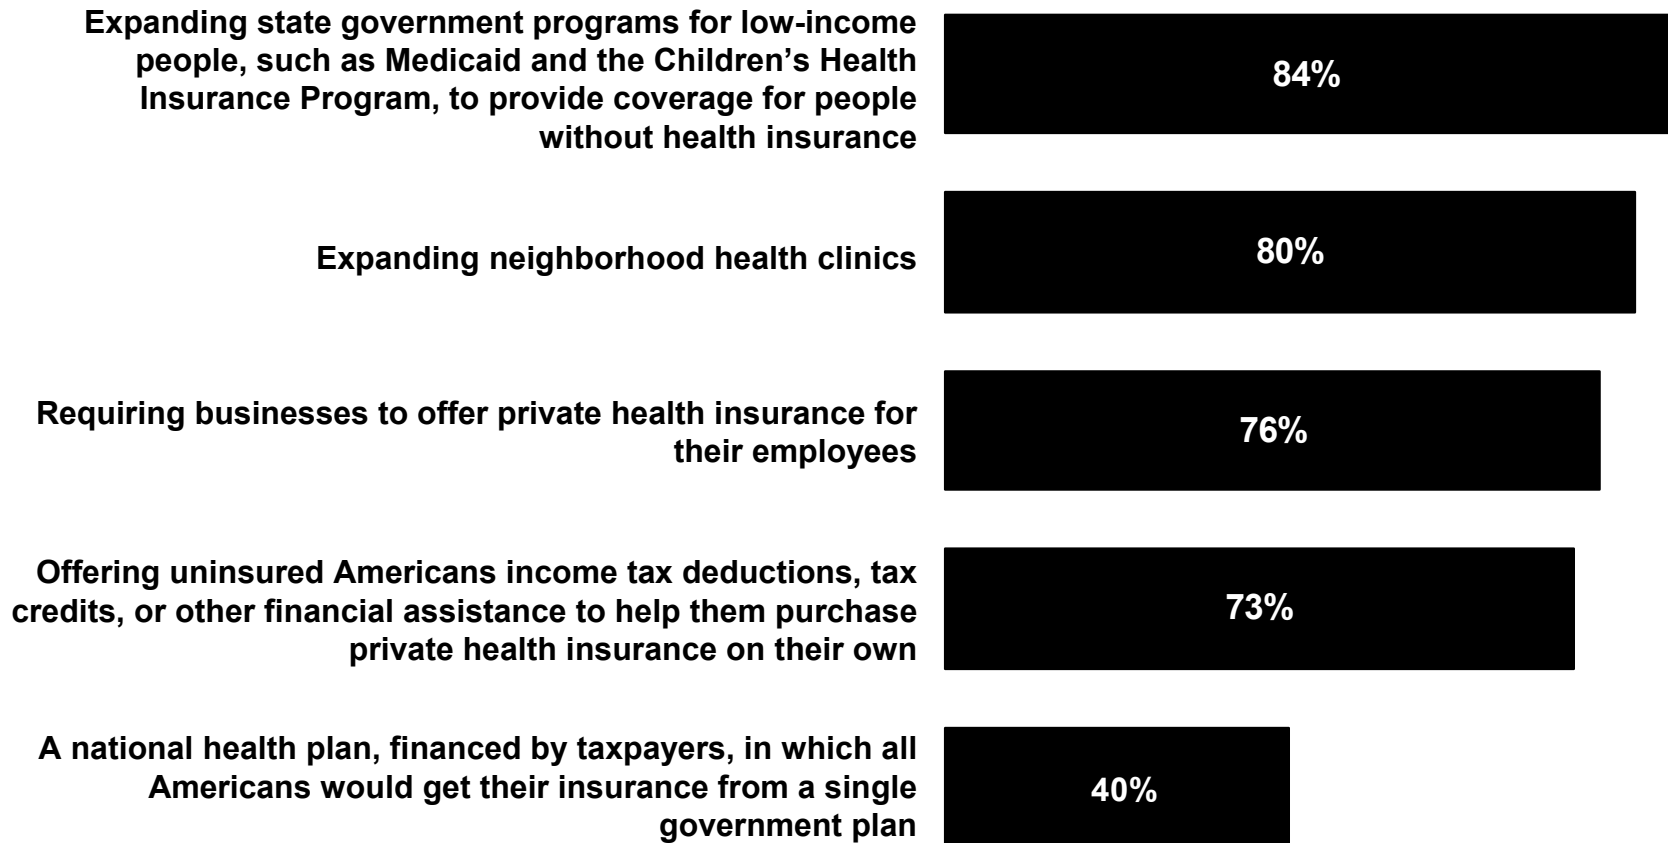 Expanding state government programs for low-income
people, such as Medicaid and the Children’s Health
Insurance Program, to provide coverage for people
without health insurance
84%
Expanding neighborhood health clinics
80%
Requiring businesses to offer private health insurance for
their employees
76%
Offering uninsured Americans income tax deductions, tax
credits, or other financial assistance to help them purchase
private health insurance on their own
73%
A national health plan, financed by taxpayers, in which all
Americans would get their insurance from a single
government plan
40%